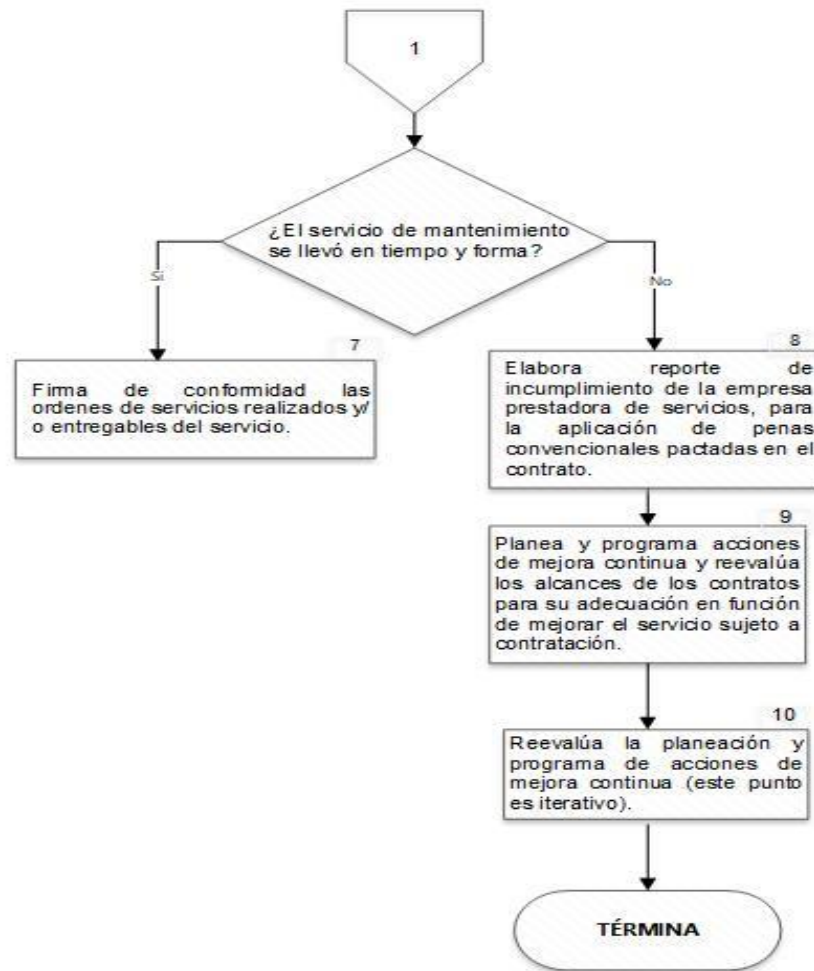 1
¿El servicio de mantenimiento
se llevó en tiempo y forma?
Sí
No
7
Firma de conformidad las
ordenes de servicios realizados y/
o entregables del servicio.
8
Elabora reporte de
incumplimiento de la empresa
prestadora de servicios, para
la aplicación de penas
convencionales pactadas en el
contrato.
9
Planea y programa acciones
de mejora continua y reevalúa
los alcances de los contratos
para su adecuación en función
de mejorar el servicio sujeto a
contratación.
10
Reevalúa la planeación y
programa de acciones de
mejora continua (este punto
es iterativo).
TÉRMINA